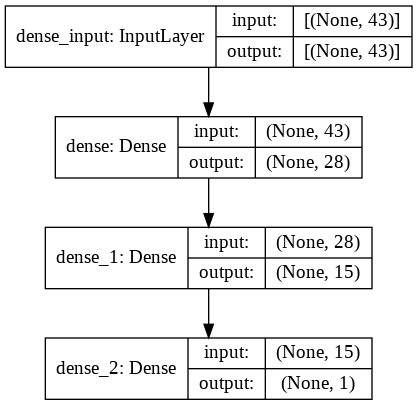 dense_input: InputLayer input: [(None, 43)]
output: [(None, 43)]
dense: Dense input: (None, 43)
output: (None, 28)
dense_1: Dense input: (None, 28)
output: (None, 15)
dense_2: Dense input: (None, 15)
output: (None, 1)